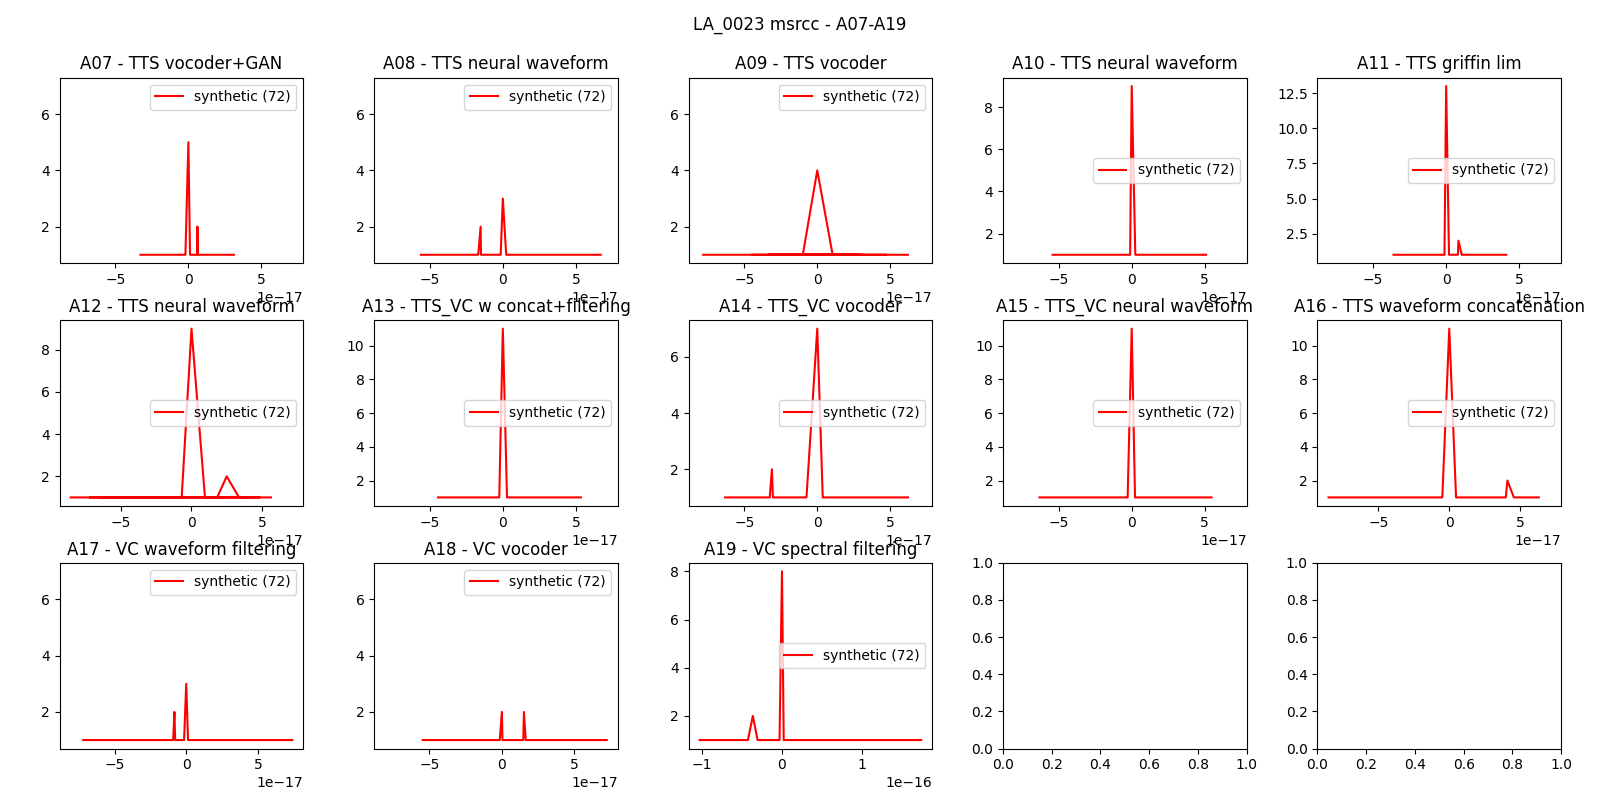 LA_0023 msrcc - A07-A19
A07 - TTS vocoder+GAN
synthetic (72)
6
4
2
−5
0
5
1e−17
A08 - TTS neural waveform
synthetic (72)
6
4
2
−5
0
5
1e−17
A09 - TTS vocoder
synthetic (72)
6
4
2
−5
0
5
1e−17
A10 - TTS neural waveform
synthetic (72)
8
6
4
2
−5
0
5
1e−17
A11 - TTS griffin lim
synthetic (72)
12.5
10.0
7.5
5.0
2.5
−5
0
5
1e−17
A12 - TTS neural waveform
synthetic (72)
8
6
4
2
−5
0
5
1e−17
A13 - TTS_VC w concat+filtering
synthetic (72)
10
8
6
4
2
−5
0
5
1e−17
A14 - TTS_VC vocoder
synthetic (72)
6
4
2
−5
0
5
1e−17
A15 - TTS_VC neural waveform
synthetic (72)
10
8
6
4
2
−5
0
5
1e−17
A16 - TTS waveform concatenation
synthetic (72)
10
8
6
4
2
−5
0
5
1e−17
A17 - VC waveform filtering
synthetic (72)
6
4
2
−5
0
5
1e−17
A18 - VC vocoder
synthetic (72)
6
4
2
−5
0
5
1e−17
A19 - VC spectral filtering
synthetic (72)
8
6
4
2
−1
0
1
1e−16
1.0
0.8
0.6
0.4
0.2
0.0
0.0 0.2 0.4 0.6 0.8 1.0
1.0
0.8
0.6
0.4
0.2
0.0
0.0 0.2 0.4 0.6 0.8 1.0